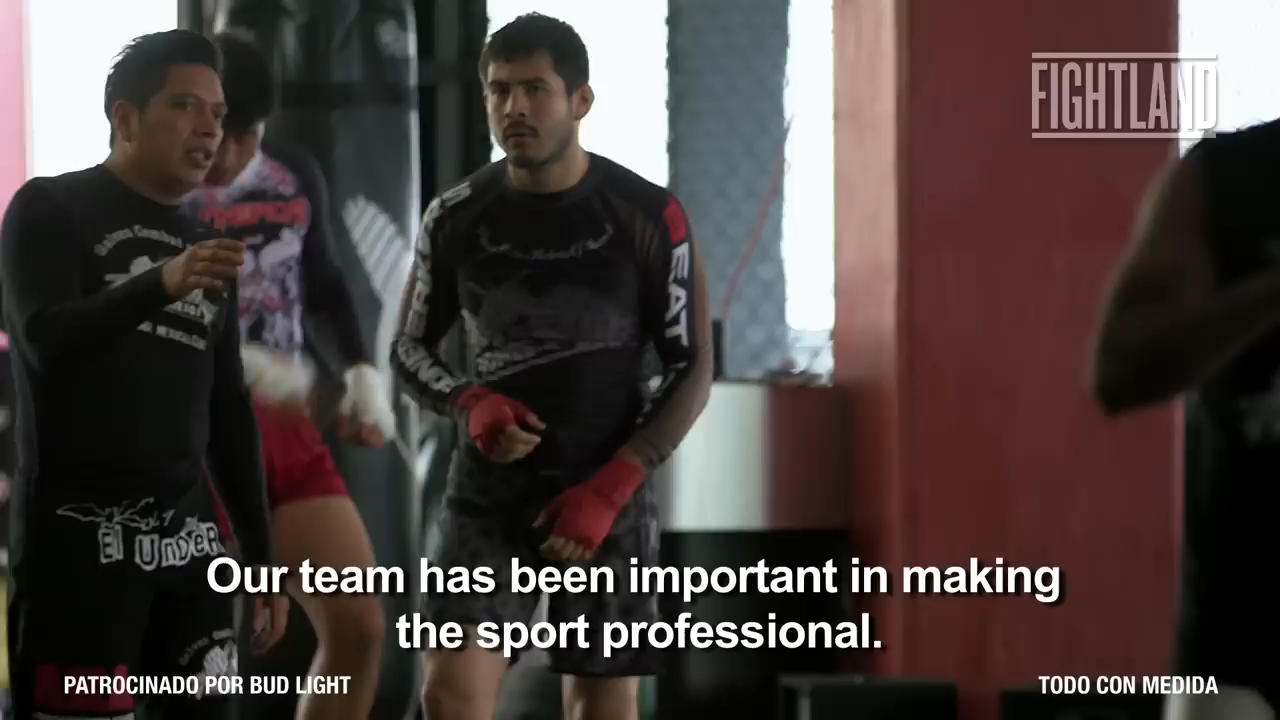 FIGHTLAND
EL UNDER
Our team has been important in making
the sport professional.
PATROCINADO POR BUD LIGHT
TODO CON MEDIDA